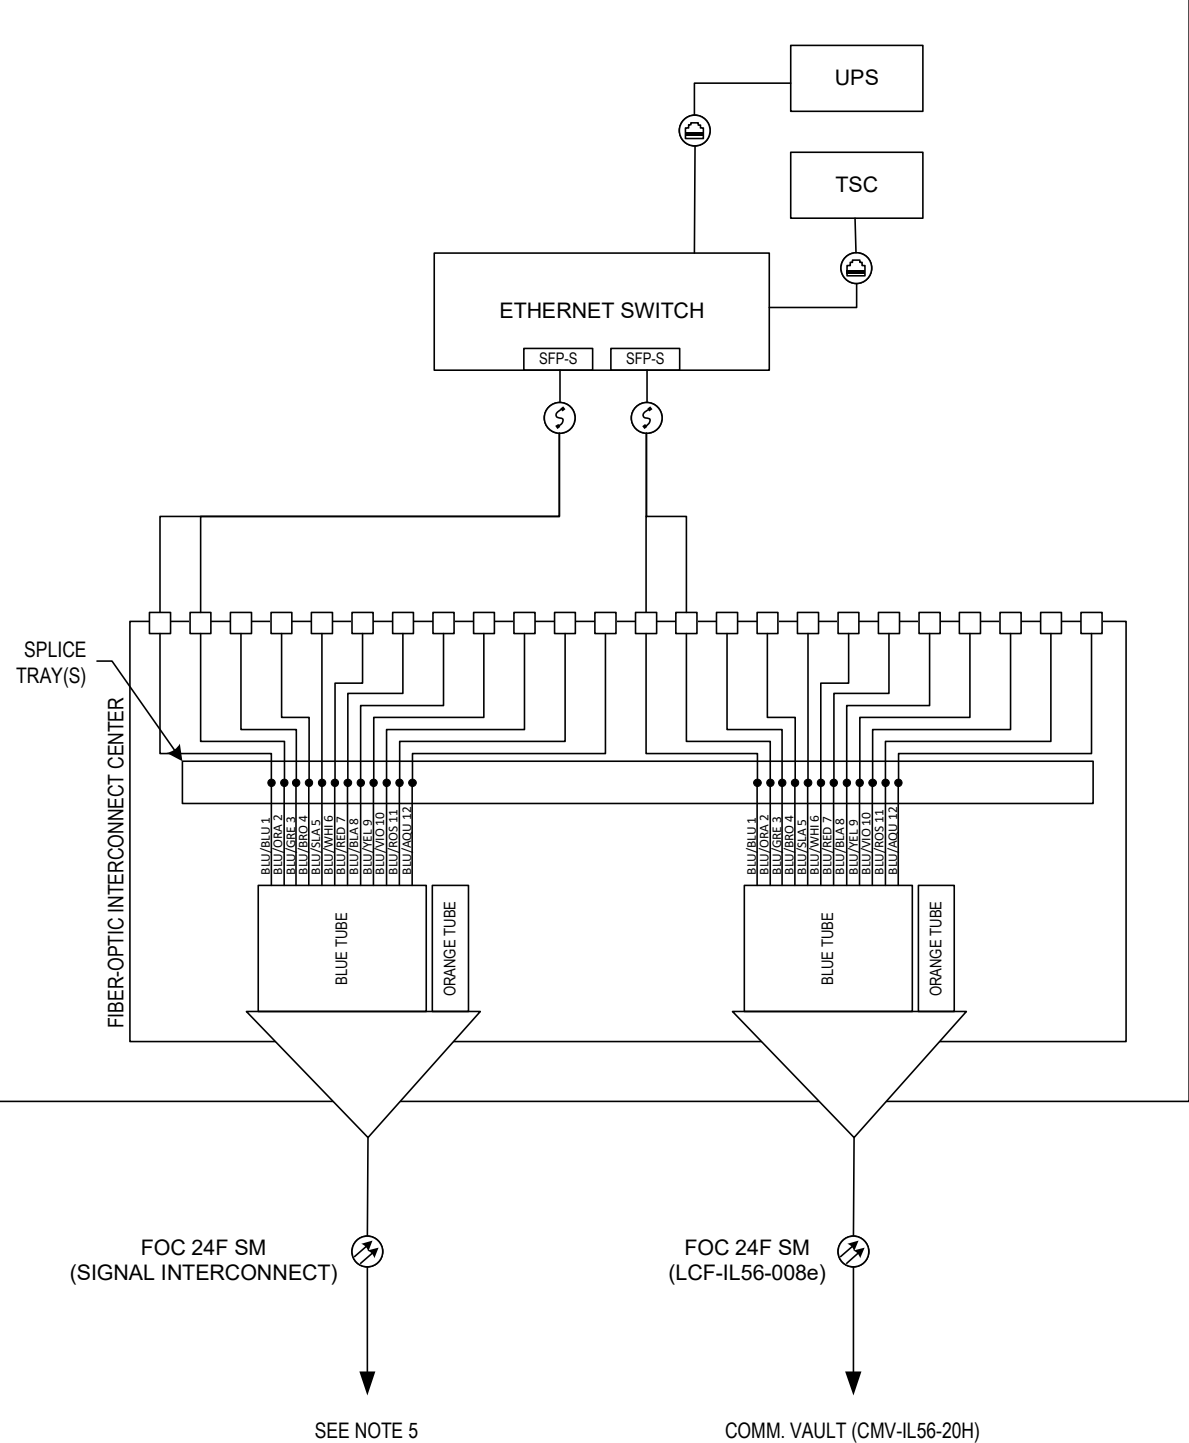 UPS
TSC
ETHERNET SWITCH
SFP-S
SFP-S
SPLICE
TRAY(S)
FIBER-OPTIC INTERCONNECT CENTER
BLU/BLU 1
BLU/ORA 2
BLU/GRE 3
BLU/BRO 4
BLU/SLA 5
BLU/WHI 6
BLU/RED 7
BLU/BLA 8
BLU/YEL 9
BLU/VIO 10
BLU/ROS 11
BLU/AQU 12
BLU/BLU 1
BLU/ORA 2
BLU/GRE 3
BLU/BRO 4
BLU/SLA 5
BLU/WHI 6
BLU/RED 7
BLU/BLA 8
BLU/YEL 9
BLU/VIO 10
BLU/ROS 11
BLU/AQU 12
BLUE TUBE
ORANGE TUBE
BLUE TUBE
ORANGE TUBE
FOC 24F SM
(SIGNAL INTERCONNECT)
FOC 24F SM
(LCF-IL56-008e)
SEE NOTE 5
COMM. VAULT (CMV-IL56-20H)